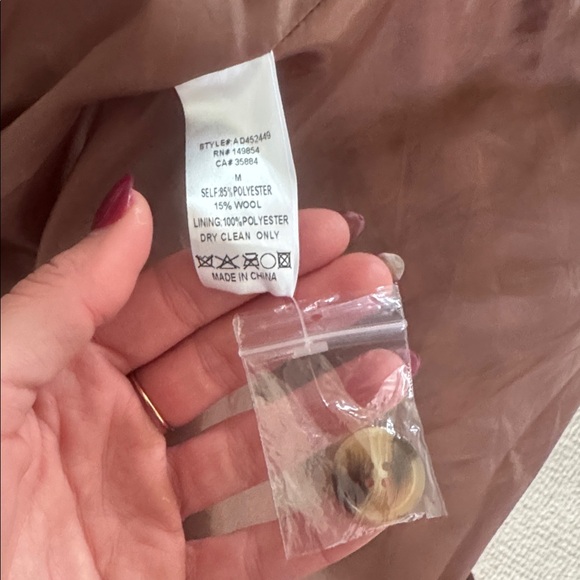 STYLE#:AD452449
RN# 149854
CA# 35884
M
SELF:85%POLYESTER
15% WOOL
LINING:100%POLYESTER
DRY CLEAN ONLY
MADE IN CHINA